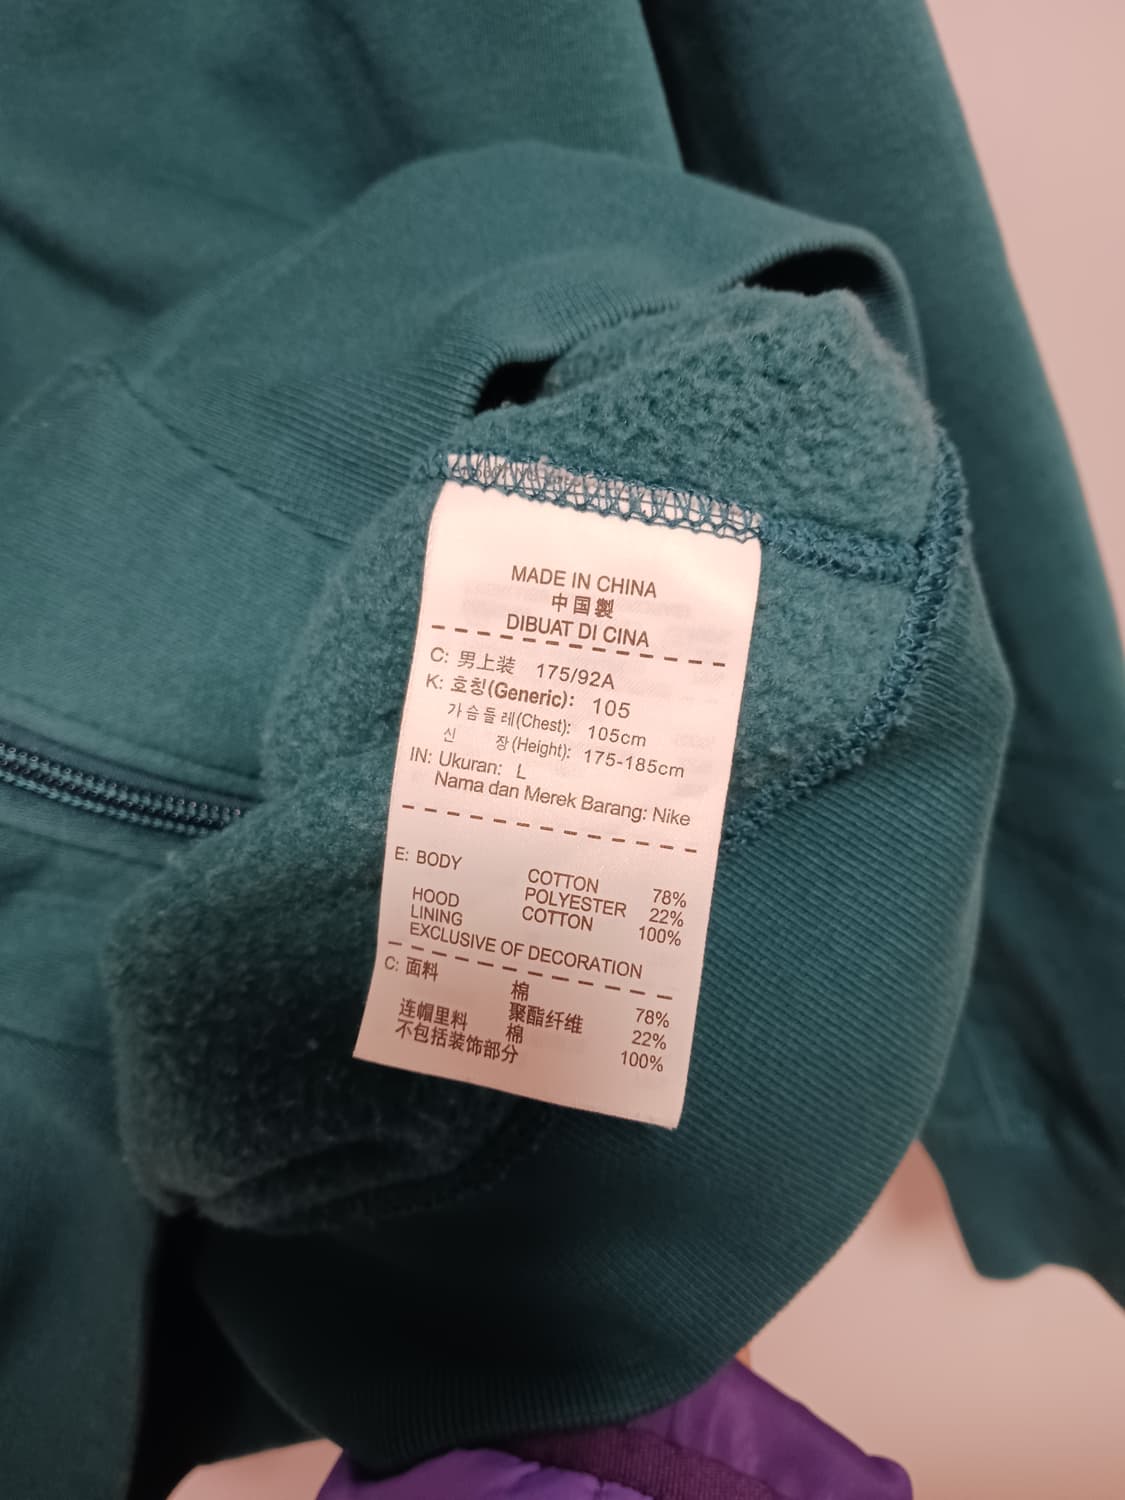 MADE IN CHINA
中国製
DIBUAT DI CINA
C: 男上装 175/92A
K: 호칭(Generic): 105
가슴둘레(Chest): 105cm
신 장(Height): 175-185cm
IN: Ukuran: L
Nama dan Merek Barang: Nike
E: BODY
COTTON 78%
POLYESTER 22%
HOOD
LINING COTTON 100%
EXCLUSIVE OF DECORATION
C: 面料
棉 78%
聚酯纤维 22%
连帽里料 棉 100%
不包括装饰部分